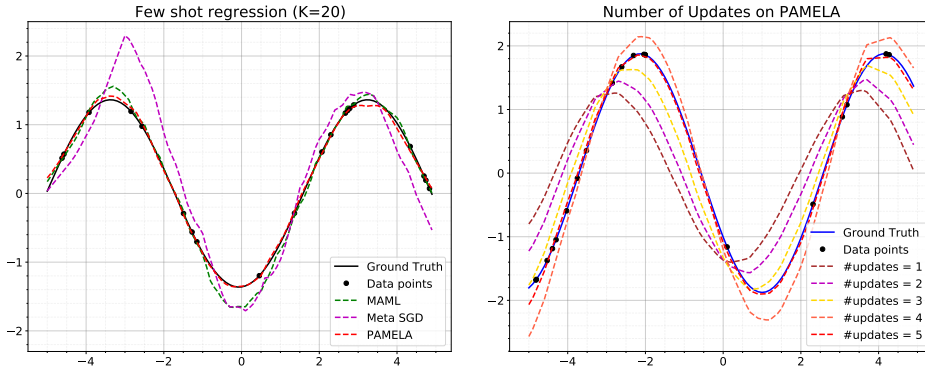 Few shot regression (K=20)
2
1
0
−1
−2
−4
−2
0
2
4
Ground Truth
Data points
MAML
Meta SGD
PAMELA
Number of Updates on PAMELA
2
1
0
−1
−2
−4
−2
0
2
4
Ground Truth
Data points
#updates = 1
#updates = 2
#updates = 3
#updates = 4
#updates = 5